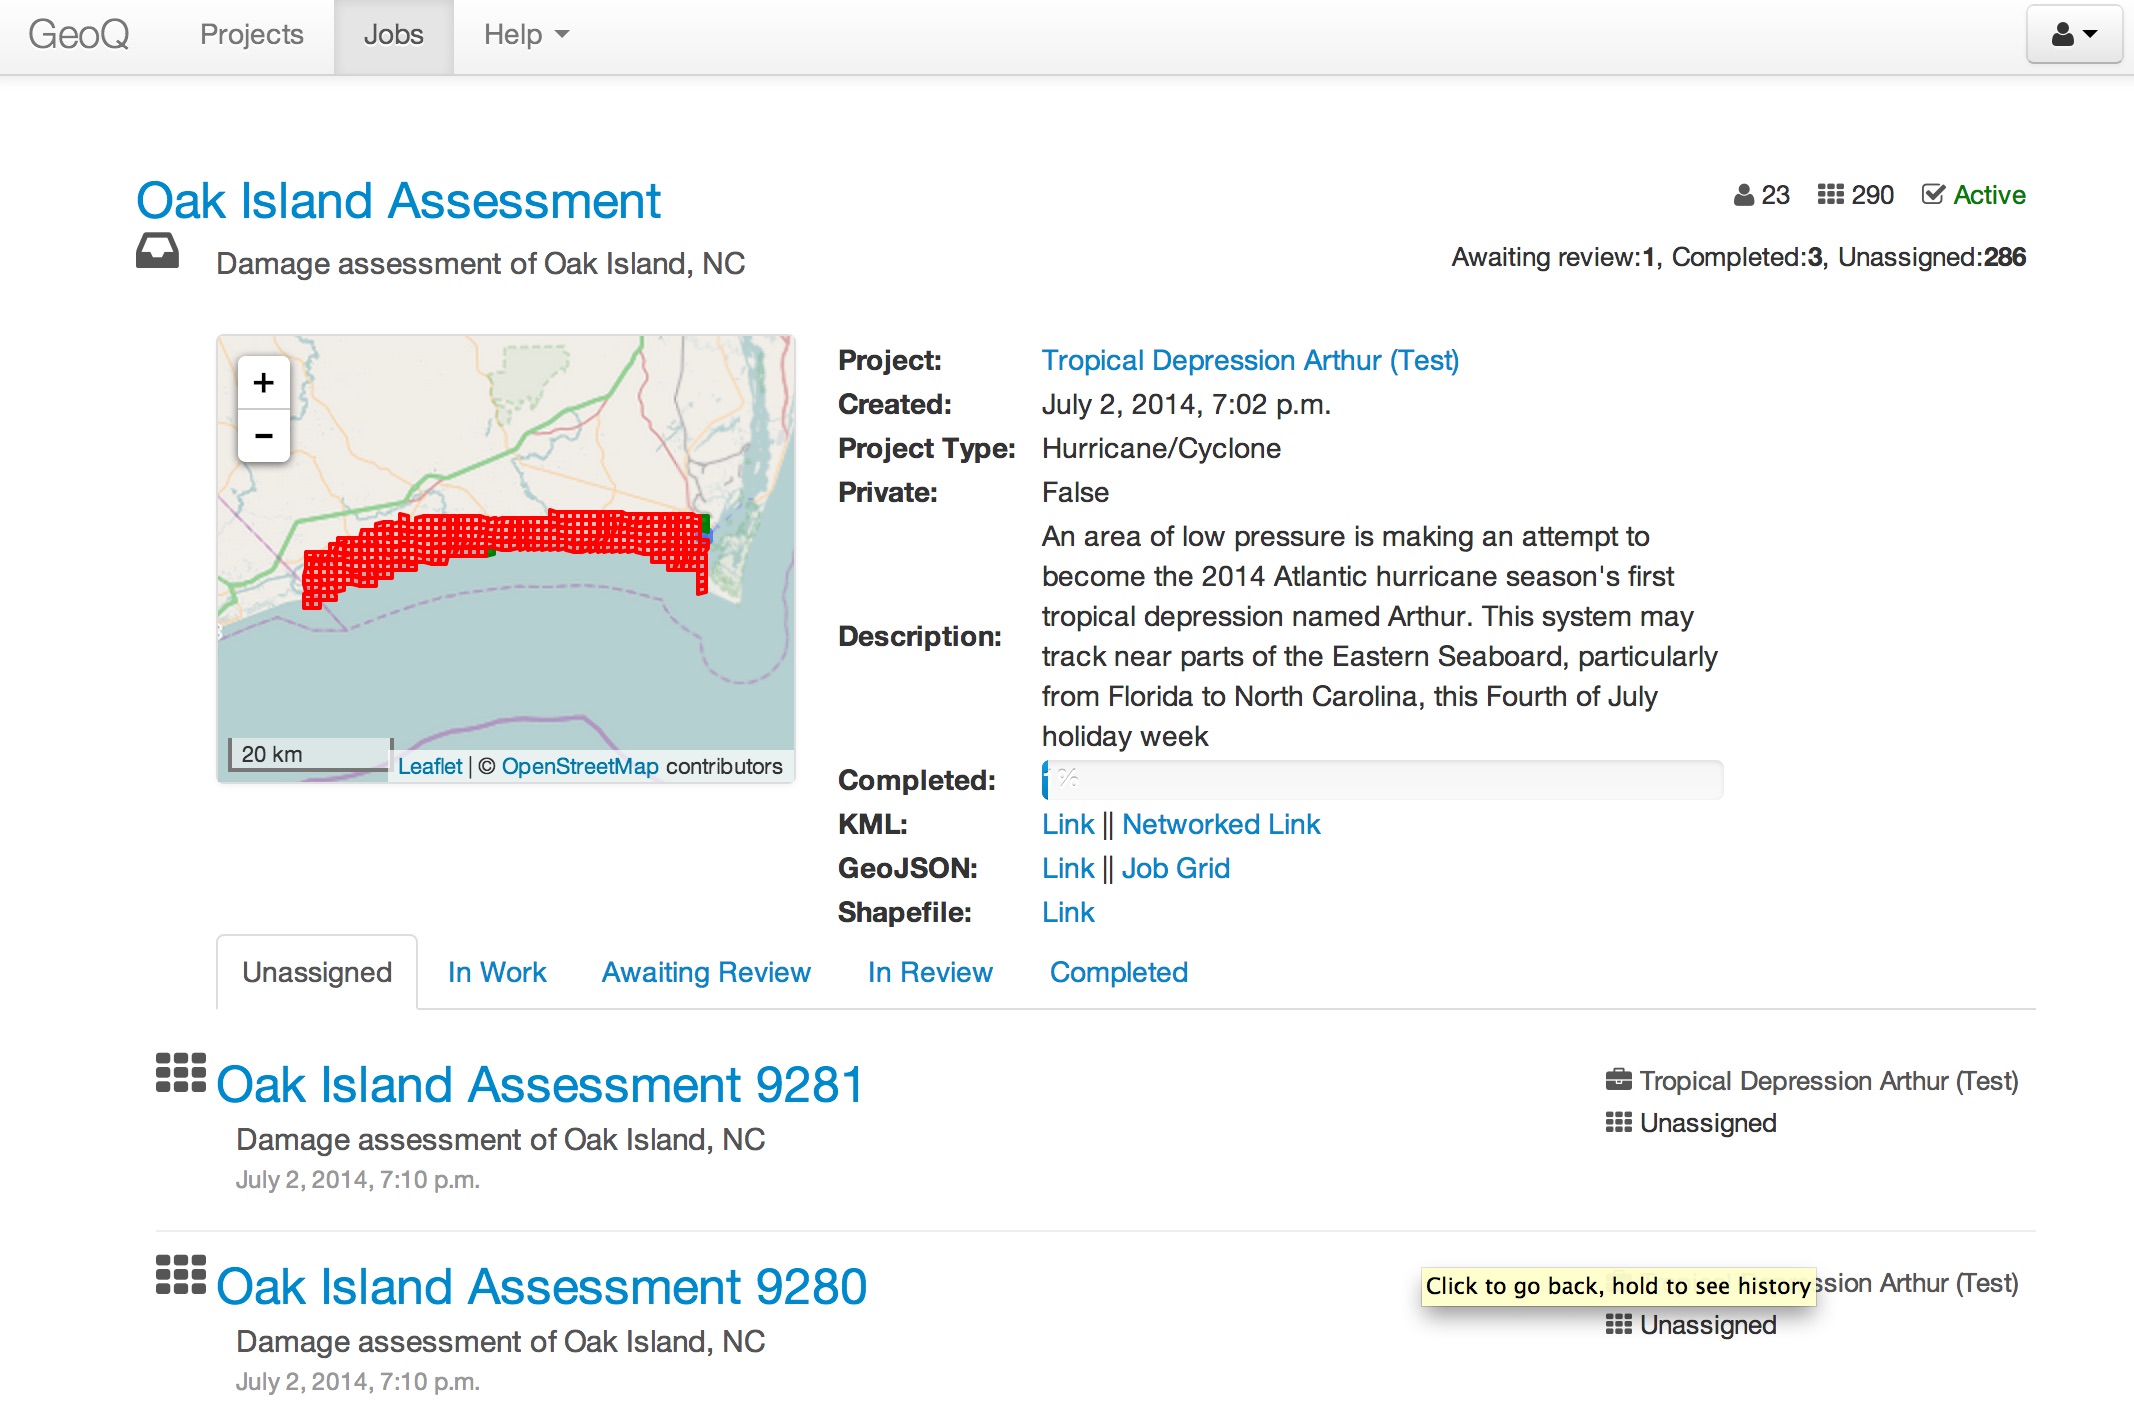 GeoQ Projects Jobs Help
Oak Island Assessment
23 290 Active
Damage assessment of Oak Island, NC
Awaiting review:1, Completed:3, Unassigned:286
+
−
20 km
Leaflet | © OpenStreetMap contributors
Project: Tropical Depression Arthur (Test)
Created: July 2, 2014, 7:02 p.m.
Project Type: Hurricane/Cyclone
Private: False
Description: An area of low pressure is making an attempt to
become the 2014 Atlantic hurricane season's first
tropical depression named Arthur. This system may
track near parts of the Eastern Seaboard, particularly
from Florida to North Carolina, this Fourth of July
holiday week
Completed: 1%
KML: Link || Networked Link
GeoJSON: Link || Job Grid
Shapefile: Link
Unassigned In Work Awaiting Review In Review Completed
Oak Island Assessment 9281
Damage assessment of Oak Island, NC
July 2, 2014, 7:10 p.m.
Tropical Depression Arthur (Test)
Unassigned
Oak Island Assessment 9280
Damage assessment of Oak Island, NC
July 2, 2014, 7:10 p.m.
Click to go back, hold to see history
ssion Arthur (Test)
Unassigned